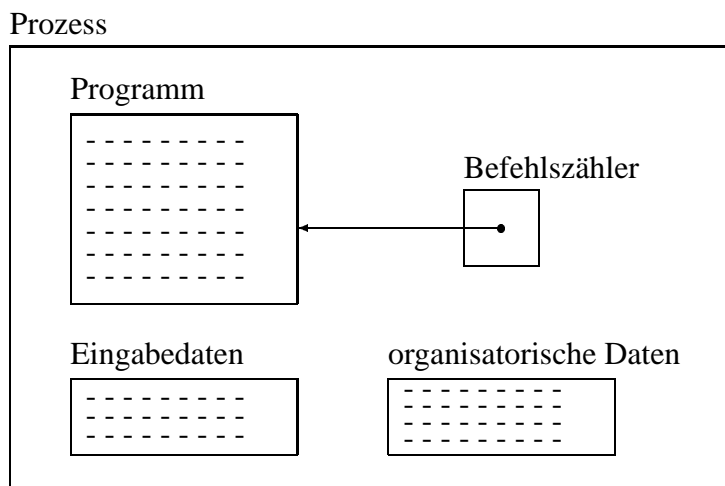 Prozess
Programm
Befehlszähler
Eingabedaten
organisatorische Daten